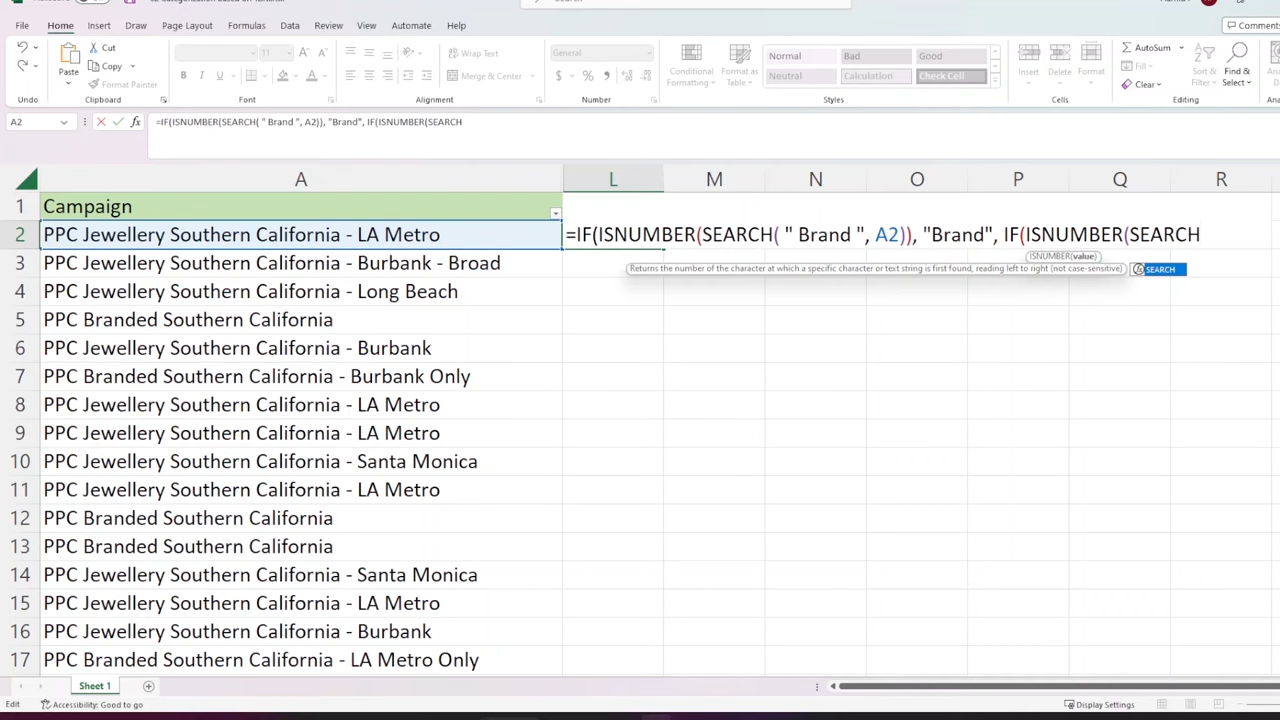 File Home Insert Draw Page Layout Formulas Data Review View Automate Help Comments
Cut
Copy
Format Painter
Paste
11
Wrap Text
Merge & Center
General
Conditional Formatting
Format as Table
Normal Bad Good
Neutral Calculation Check Cell
Insert Delete Format
AutoSum
Fill
Clear
Sort & Filter
Find & Select
Undo Clipboard Font Alignment Number Styles Cells Editing
A2 fx =IF(ISNUMBER(SEARCH( " Brand ", A2)), "Brand", IF(ISNUMBER(SEARCH
A L M N O P Q R
1 Campaign
2 PPC Jewellery Southern California - LA Metro =IF(ISNUMBER(SEARCH( " Brand ", A2)), "Brand", IF(ISNUMBER(SEARCH
ISNUMBER(value)
Returns the number of the character at which a specific character or text string is first found, reading left to right (not case-sensitive) SEARCH
3 PPC Jewellery Southern California - Burbank - Broad
4 PPC Jewellery Southern California - Long Beach
5 PPC Branded Southern California
6 PPC Jewellery Southern California - Burbank
7 PPC Branded Southern California - Burbank Only
8 PPC Jewellery Southern California - LA Metro
9 PPC Jewellery Southern California - LA Metro
10 PPC Jewellery Southern California - Santa Monica
11 PPC Jewellery Southern California - LA Metro
12 PPC Branded Southern California
13 PPC Branded Southern California
14 PPC Jewellery Southern California - Santa Monica
15 PPC Jewellery Southern California - LA Metro
16 PPC Jewellery Southern California - Burbank
17 PPC Branded Southern California - LA Metro Only
Sheet 1
Edit Accessibility: Good to go Display Settings